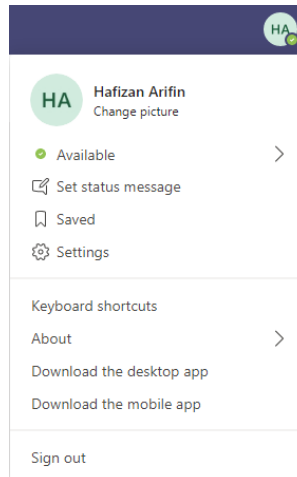 HA
HA
Hafizan Arifin
Change picture
Available
Set status message
Saved
Settings
Keyboard shortcuts
About
Download the desktop app
Download the mobile app
Sign out